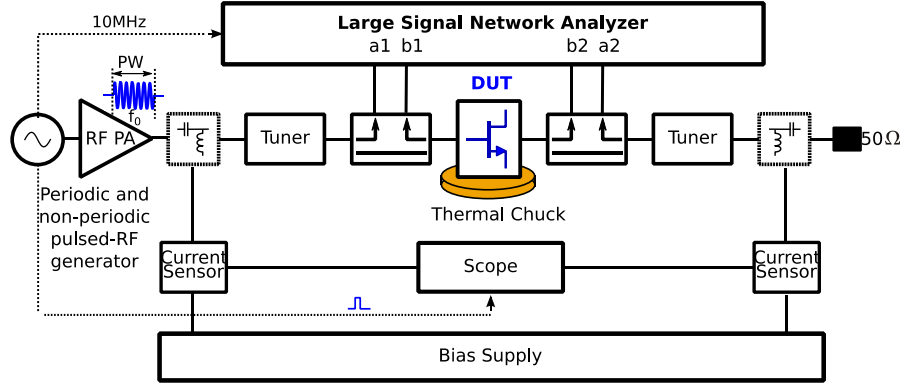 Large Signal Network Analyzer
10MHz
a1 b1 b2 a2
PW
DUT
f0
RF PA
Tuner
Tuner
50Ω
Periodic and
non-periodic
pulsed-RF
generator
Thermal Chuck
Current
Sensor
Scope
Current
Sensor
Bias Supply